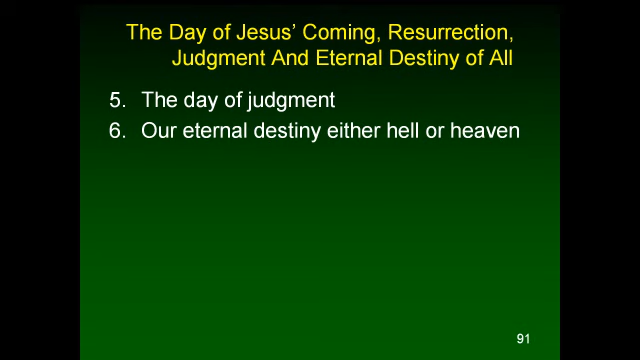 The Day of Jesus’ Coming, Resurrection,
Judgment And Eternal Destiny of All
5. The day of judgment
6. Our eternal destiny either hell or heaven
91